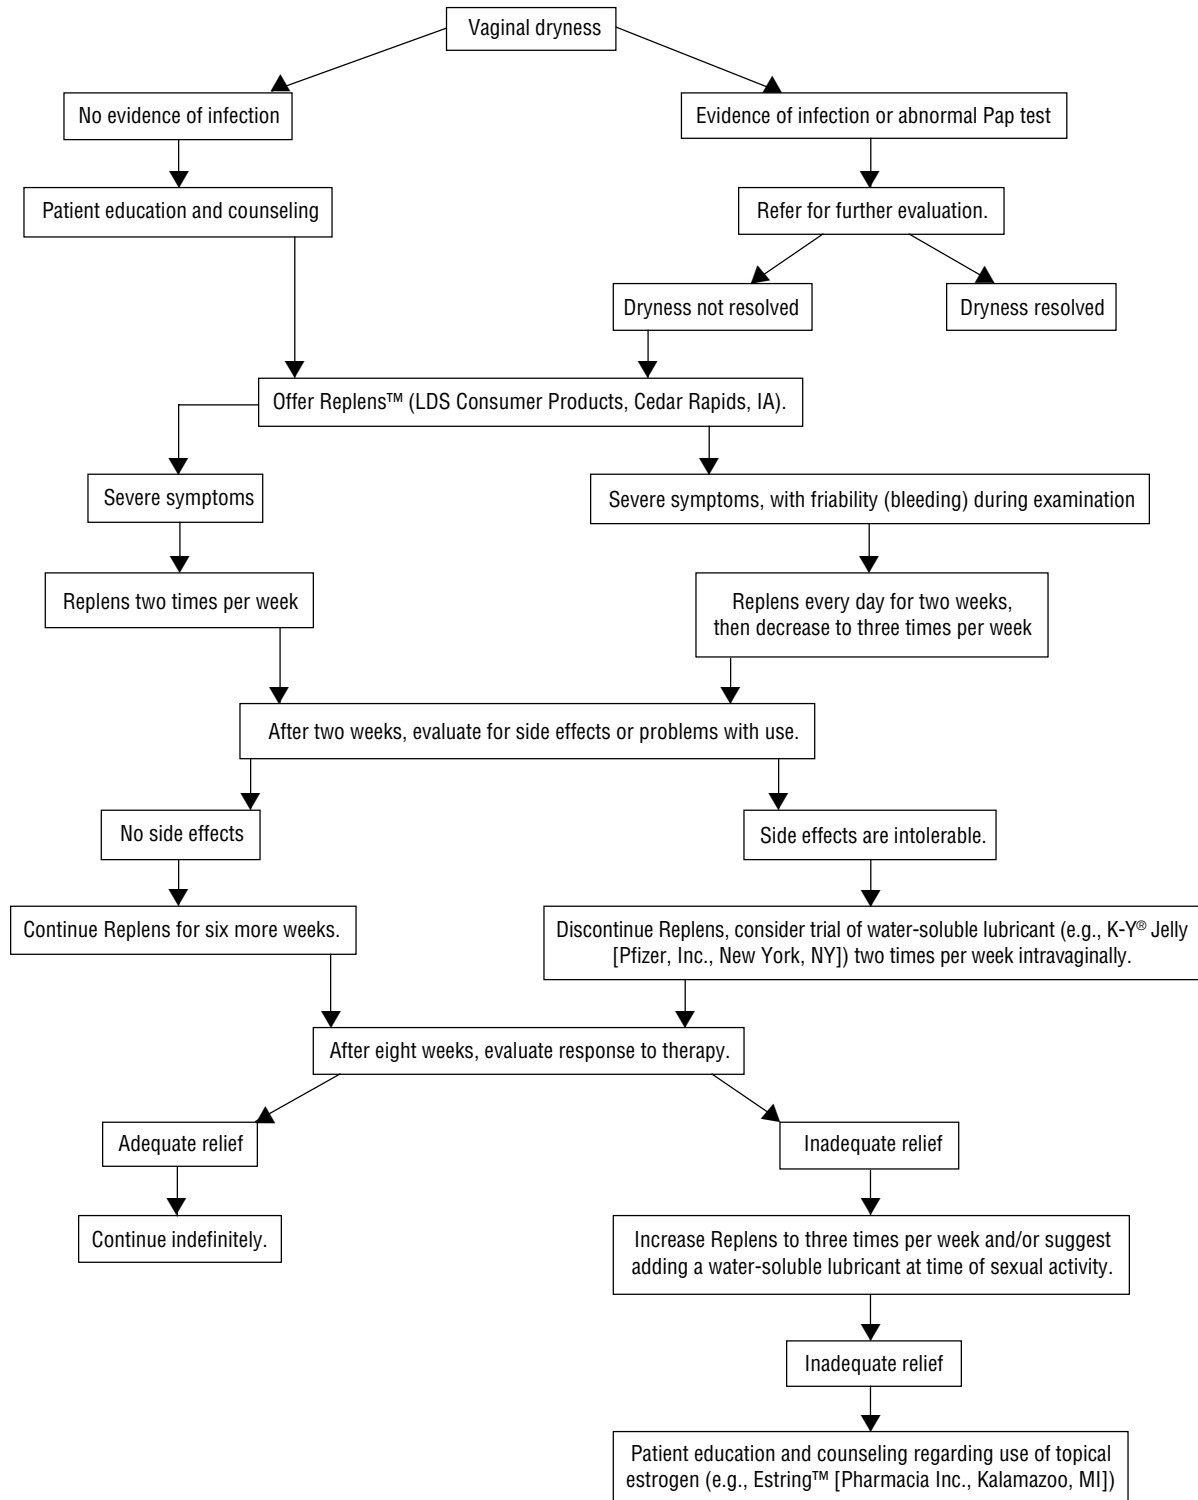 Vaginal dryness
No evidence of infection
Evidence of infection or abnormal Pap test
Patient education and counseling
Refer for further evaluation.
Dryness not resolved
Dryness resolved
Offer Replens™ (LDS Consumer Products, Cedar Rapids, IA).
Severe symptoms
Severe symptoms, with friability (bleeding) during examination
Replens two times per week
Replens every day for two weeks,
then decrease to three times per week
After two weeks, evaluate for side effects or problems with use.
No side effects
Side effects are intolerable.
Continue Replens for six more weeks.
Discontinue Replens, consider trial of water-soluble lubricant (e.g., K-Y® Jelly
[Pfizer, Inc., New York, NY]) two times per week intravaginally.
After eight weeks, evaluate response to therapy.
Adequate relief
Inadequate relief
Continue indefinitely.
Increase Replens to three times per week and/or suggest
adding a water-soluble lubricant at time of sexual activity.
Inadequate relief
Patient education and counseling regarding use of topical
estrogen (e.g., Estring™ [Pharmacia Inc., Kalamazoo, MI])